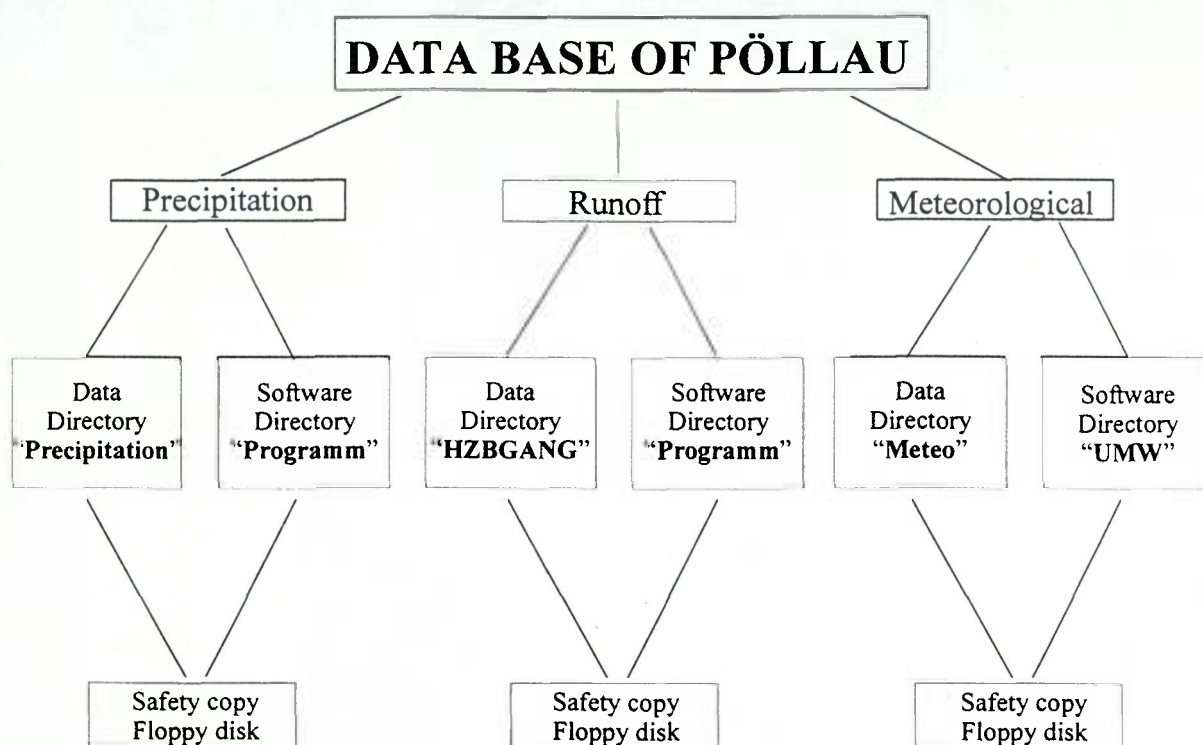 DATA BASE OF PÖLLAU
Precipitation
Runoff
Meteorological
Data
Directory
"Precipitation"
Software
Directory
"Programm"
Data
Directory
"HZBGANG"
Software
Directory
"Programm"
Data
Directory
"Meteo"
Software
Directory
"UMW"
Safety copy
Floppy disk
Safety copy
Floppy disk
Safety copy
Floppy disk